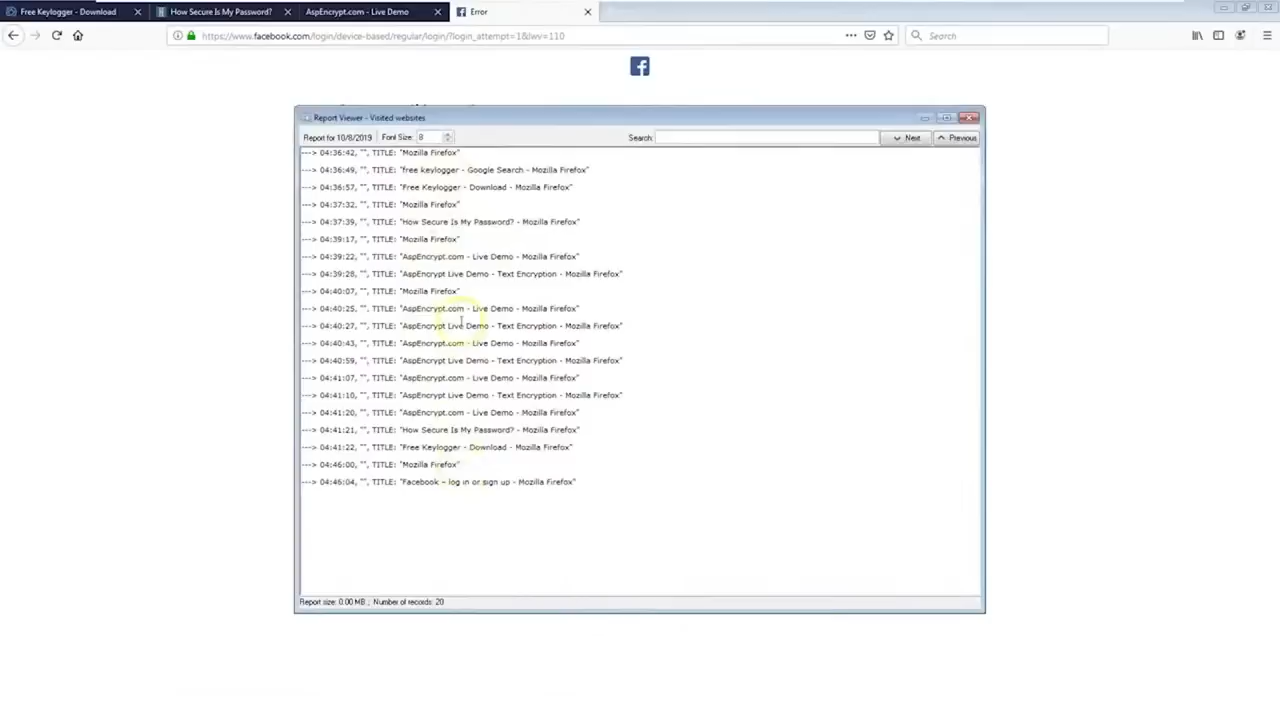 Free Keylogger - Download
How Secure Is My Password?
AspEncrypt.com - Live Demo
Error
https://www.facebook.com/login/device-based/regular/login/?login_attempt=1&lwv=110
Search
Report Viewer - Visited websites
Report for 10/8/2019 Font Size: 8 Search: Next Previous
---> 04:36:42, "", TITLE: "Mozilla Firefox"
---> 04:36:49, "", TITLE: "free keylogger - Google Search - Mozilla Firefox"
---> 04:36:57, "", TITLE: "Free Keylogger - Download - Mozilla Firefox"
---> 04:37:32, "", TITLE: "Mozilla Firefox"
---> 04:37:39, "", TITLE: "How Secure Is My Password? - Mozilla Firefox"
---> 04:39:17, "", TITLE: "Mozilla Firefox"
---> 04:39:22, "", TITLE: "AspEncrypt.com - Live Demo - Mozilla Firefox"
---> 04:39:28, "", TITLE: "AspEncrypt Live Demo - Text Encryption - Mozilla Firefox"
---> 04:40:07, "", TITLE: "Mozilla Firefox"
---> 04:40:25, "", TITLE: "AspEncrypt.com - Live Demo - Mozilla Firefox"
---> 04:40:27, "", TITLE: "AspEncrypt Live Demo - Text Encryption - Mozilla Firefox"
---> 04:40:43, "", TITLE: "AspEncrypt.com - Live Demo - Mozilla Firefox"
---> 04:40:59, "", TITLE: "AspEncrypt Live Demo - Text Encryption - Mozilla Firefox"
---> 04:41:07, "", TITLE: "AspEncrypt.com - Live Demo - Mozilla Firefox"
---> 04:41:10, "", TITLE: "AspEncrypt Live Demo - Text Encryption - Mozilla Firefox"
---> 04:41:20, "", TITLE: "AspEncrypt.com - Live Demo - Mozilla Firefox"
---> 04:41:21, "", TITLE: "How Secure Is My Password? - Mozilla Firefox"
---> 04:41:22, "", TITLE: "Free Keylogger - Download - Mozilla Firefox"
---> 04:46:00, "", TITLE: "Mozilla Firefox"
---> 04:46:04, "", TITLE: "Facebook – log in or sign up - Mozilla Firefox"
Report size: 0.00 MB ; Number of records: 20